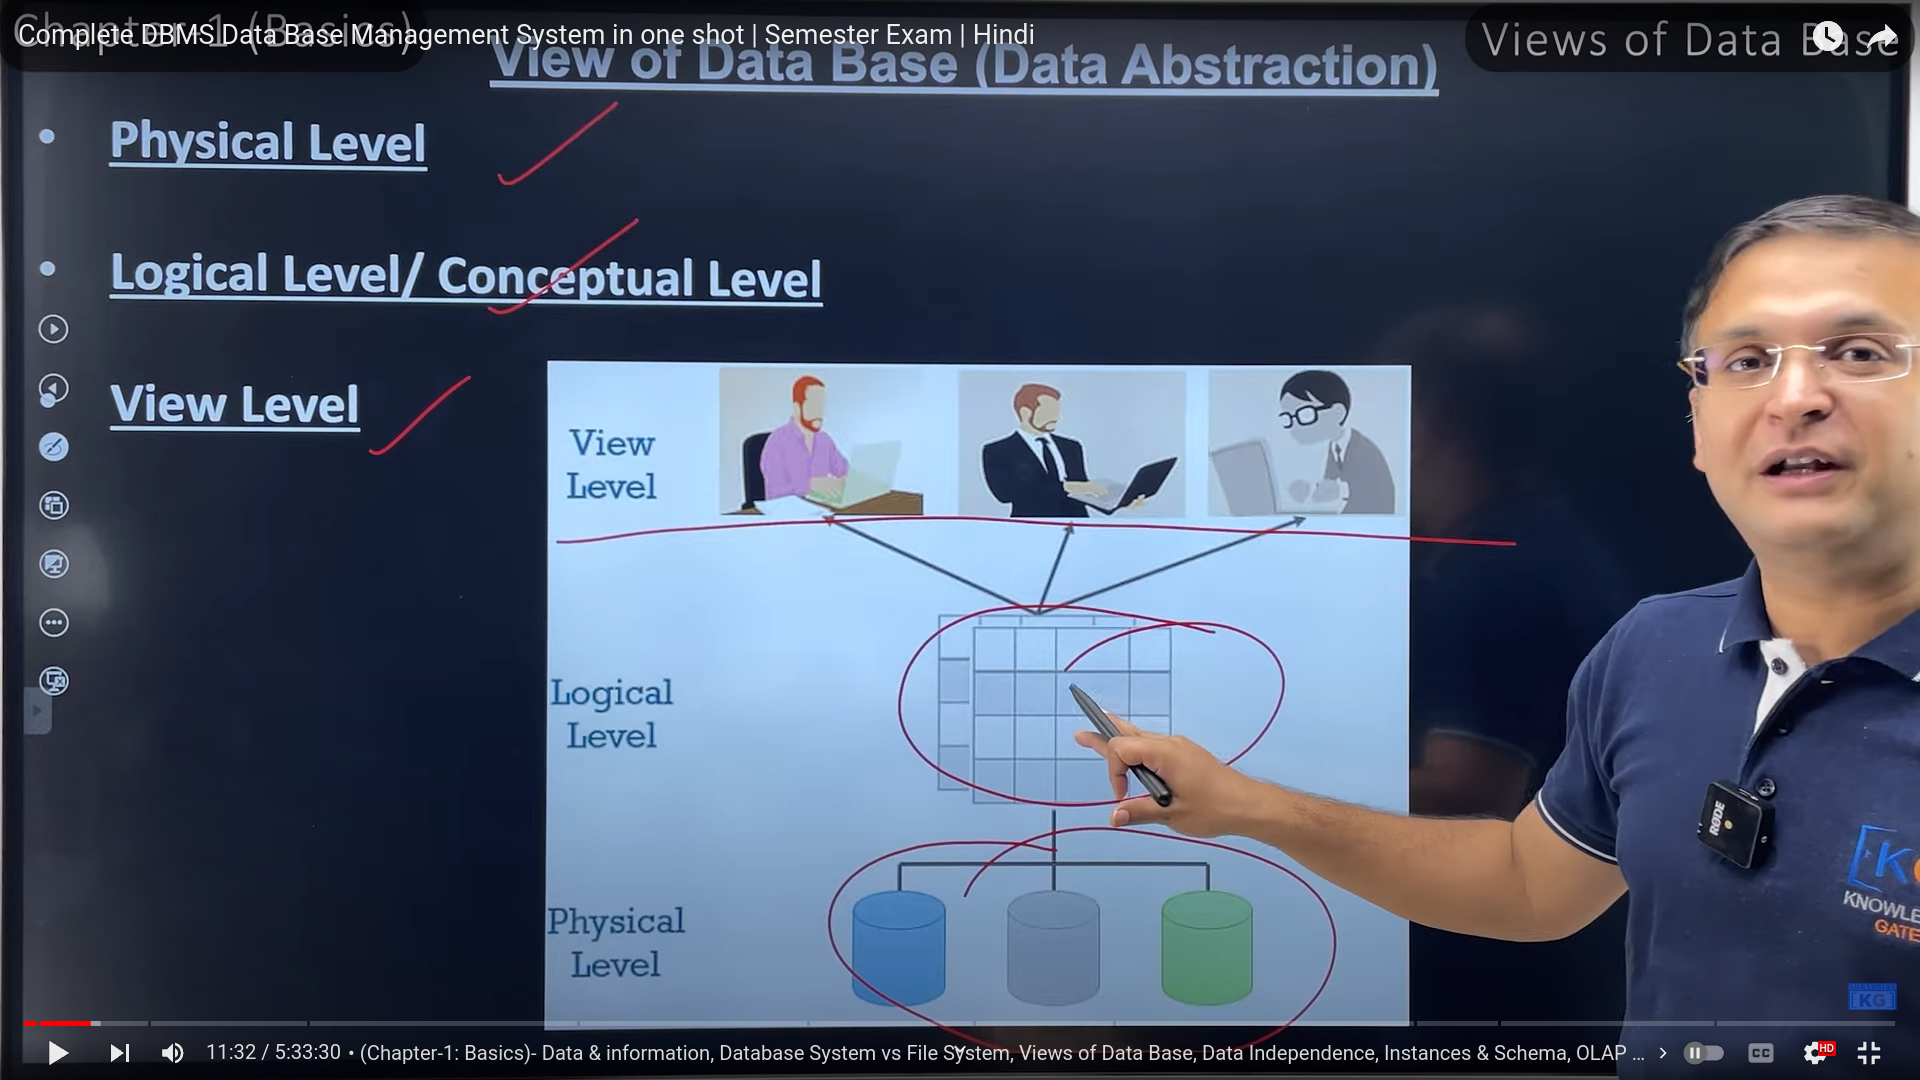 Chapter-1 (Basics)
Complete DBMS Data Base Management System in one shot | Semester Exam | Hindi
Views of Data Base
View of Data Base (Data Abstraction)
• Physical Level
• Logical Level/ Conceptual Level
View Level
View
Level
Logical
Level
Physical
Level
RØDE
KNOWLE
GATE
KG
11:32 / 5:33:30 • (Chapter-1: Basics)- Data & information, Database System vs File System, Views of Data Base, Data Independence, Instances & Schema, OLAP ...
CC
HD